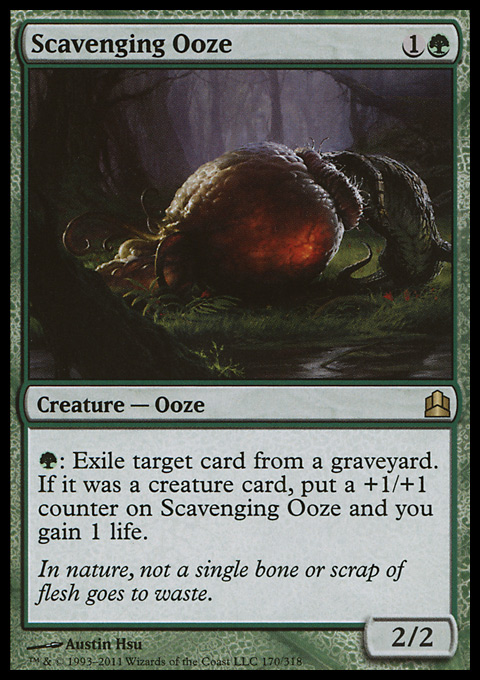 Scavenging Ooze 1
Creature — Ooze
: Exile target card from a graveyard.
If it was a creature card, put a +1/+1
counter on Scavenging Ooze and you
gain 1 life.
In nature, not a single bone or scrap of
flesh goes to waste.
Austin Hsu
2/2
™ & © 1993–2011 Wizards of the Coast LLC 170/318